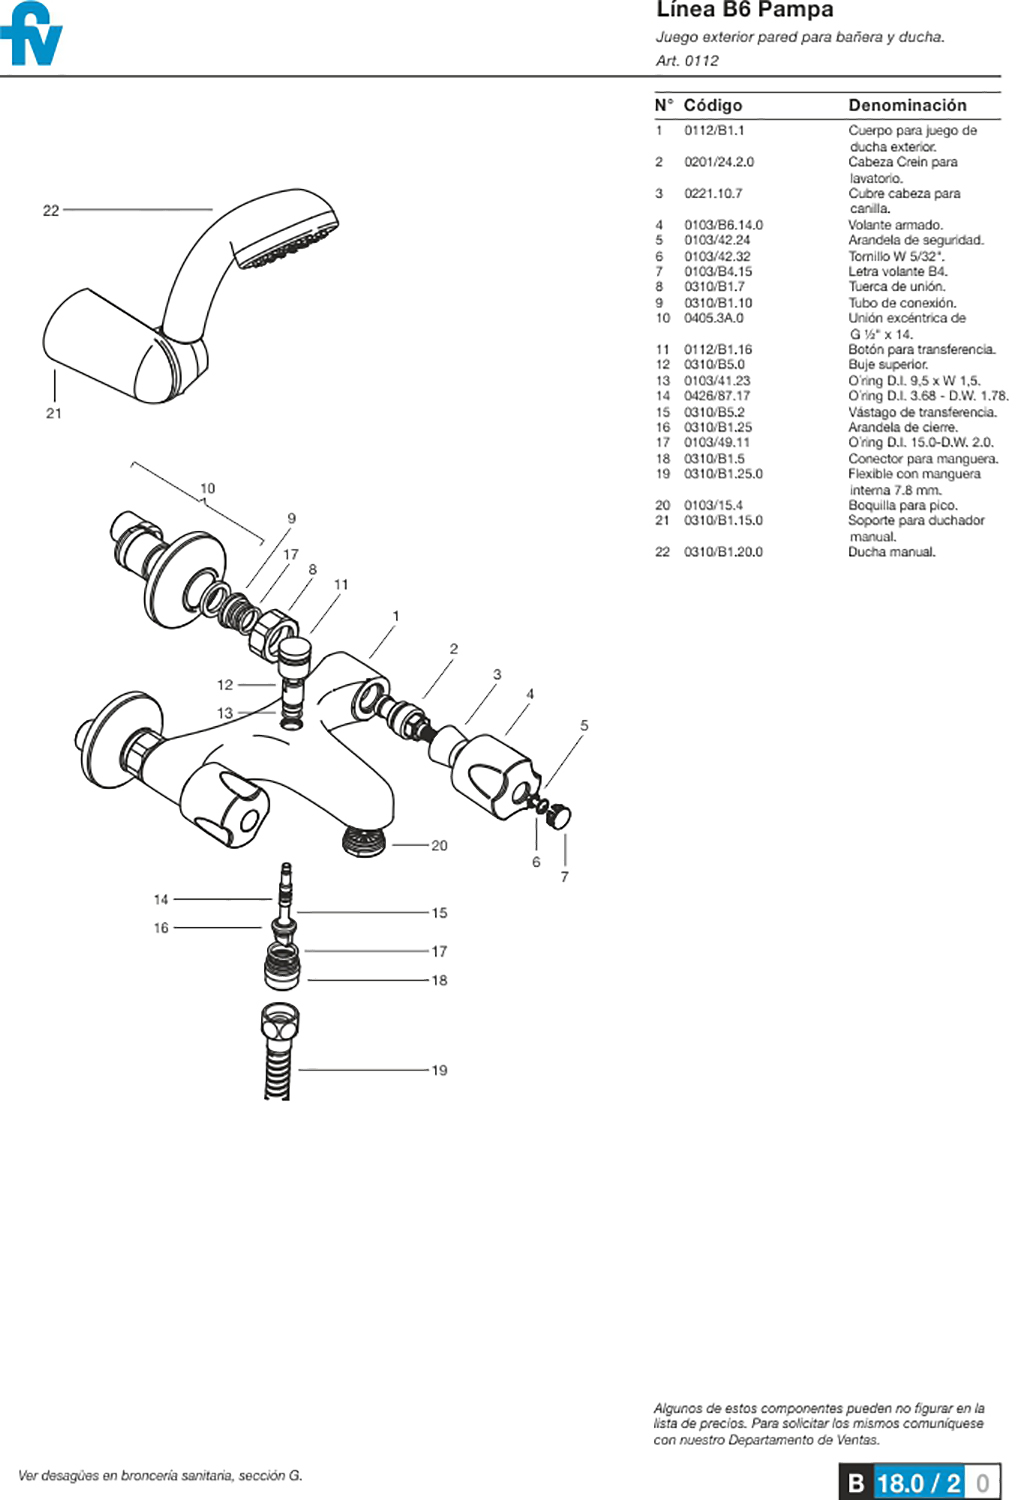 fv
Línea B6 Pampa
Juego exterior pared para bañera y ducha.
Art. 0112
N° Código Denominación
1 0112/B1.1 Cuerpo para juego de
ducha exterior.
2 0201/24.2.0 Cabeza Crein para
lavatorio.
3 0221.10.7 Cubre cabeza para
canilla.
4 0103/B6.14.0 Volante armado.
5 0103/42.24 Arandela de seguridad.
6 0103/42.32 Tornillo W 5/32".
7 0103/B4.15 Letra volante B4.
8 0310/B1.7 Tuerca de unión.
9 0310/B1.10 Tubo de conexión.
10 0405.3A.0 Unión excéntrica de
G ½" x 14.
11 0112/B1.16 Botón para transferencia.
12 0310/B5.0 Buje superior.
13 0103/41.23 O'ring D.I. 9,5 x W 1,5.
14 0426/87.17 O'ring D.I. 3.68 - D.W. 1.78.
15 0310/B5.2 Vástago de transferencia.
16 0310/B1.25 Arandela de cierre.
17 0103/49.11 O'ring D.I. 15.0-D.W. 2.0.
18 0310/B1.5 Conector para manguera.
19 0310/B1.25.0 Flexible con manguera
interna 7.8 mm.
20 0103/15.4 Boquilla para pico.
21 0310/B1.15.0 Soporte para duchador
manual.
22 0310/B1.20.0 Ducha manual.
22
21
10
9
17
8
11
1
2
3
4
5
12
13
20
6
7
14
15
16
17
18
19
Algunos de estos componentes pueden no figurar en la
lista de precios. Para solicitar los mismos comuníquese
con nuestro Departamento de Ventas.
Ver desagües en broncería sanitaria, sección G.
B 18.0 / 2 0